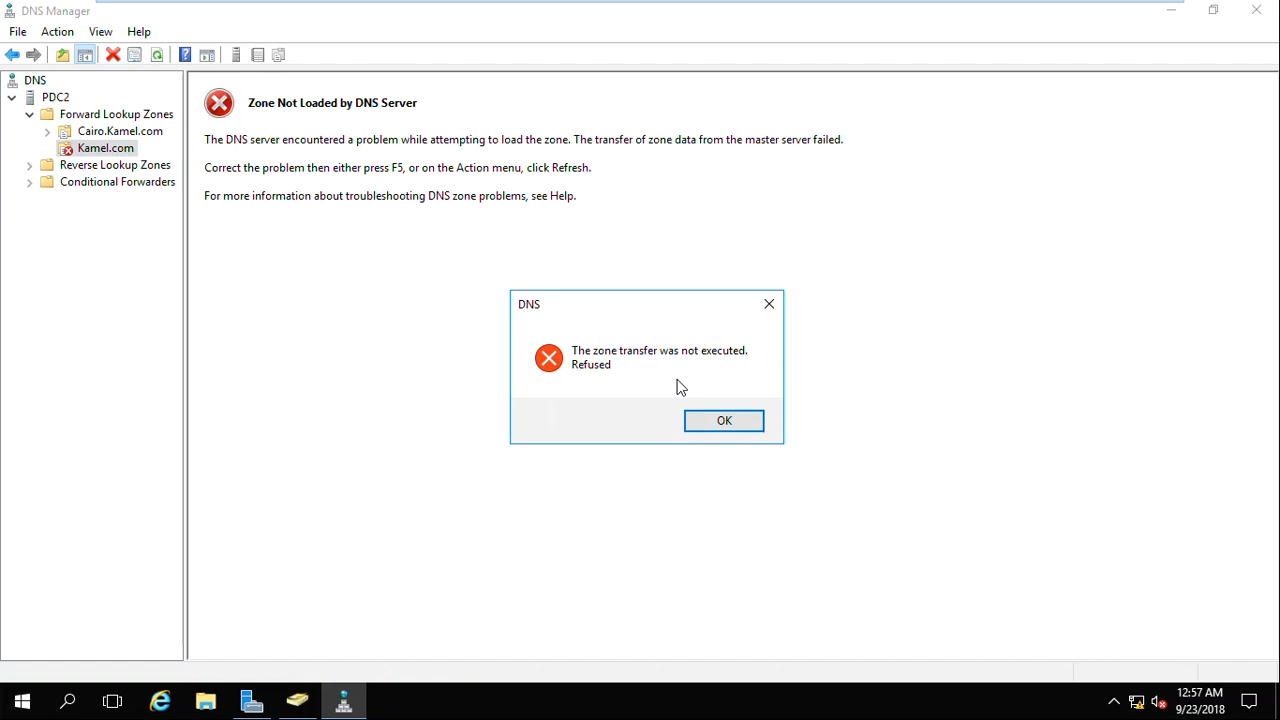 DNS Manager
File Action View Help
DNS
PDC2
Forward Lookup Zones
Cairo.Kamel.com
Kamel.com
Reverse Lookup Zones
Conditional Forwarders
Zone Not Loaded by DNS Server
The DNS server encountered a problem while attempting to load the zone. The transfer of zone data from the master server failed.
Correct the problem then either press F5, or on the Action menu, click Refresh.
For more information about troubleshooting DNS zone problems, see Help.
DNS
The zone transfer was not executed.
Refused
OK
12:57 AM
9/23/2018